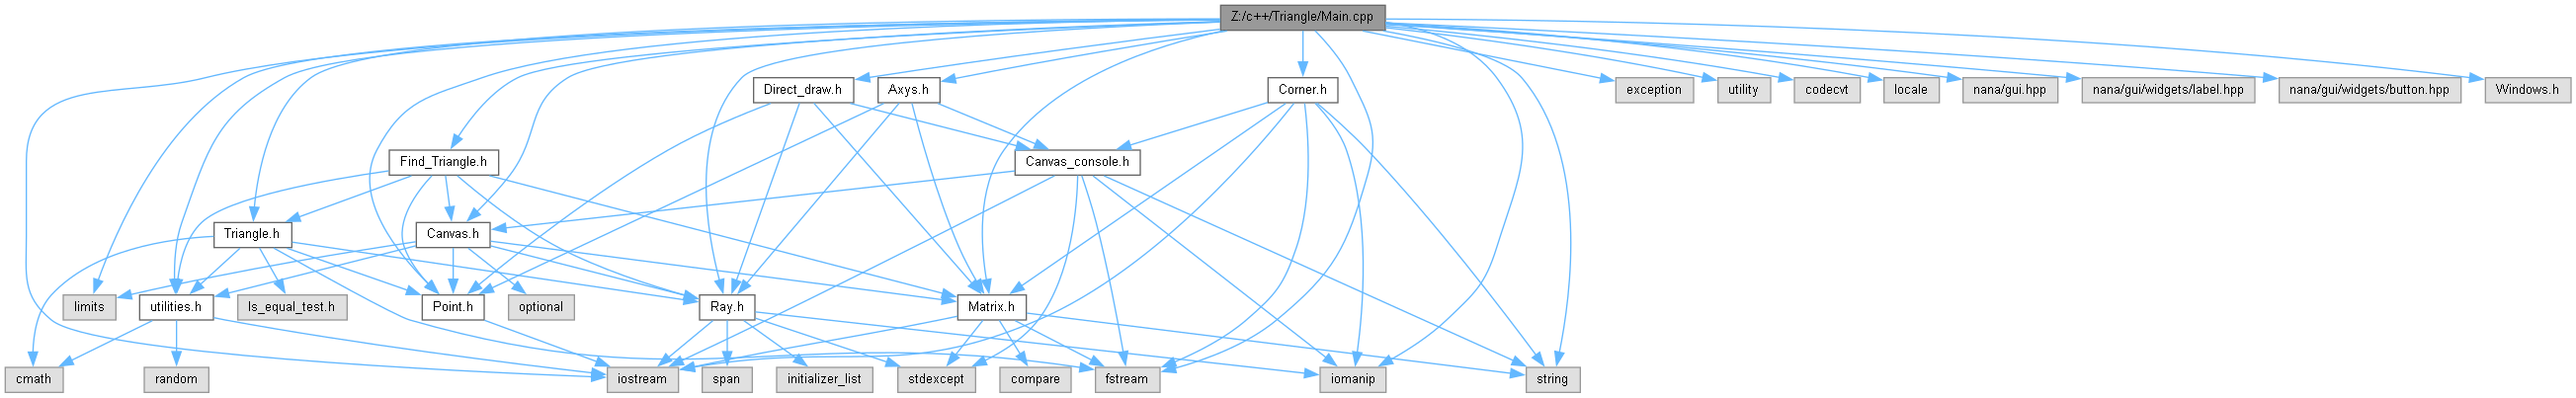 Z:/c++/Triangle/Main.cpp
Direct_draw.h
Axys.h
Corner.h
exception
utility
codecvt
locale
nana/gui.hpp
nana/gui/widgets/label.hpp
nana/gui/widgets/button.hpp
Windows.h
Find_Triangle.h
Canvas_console.h
Triangle.h
Canvas.h
limits
utilities.h
Is_equal_test.h
Point.h
optional
Ray.h
Matrix.h
cmath
random
iostream
span
initializer_list
stdexcept
compare
fstream
iomanip
string